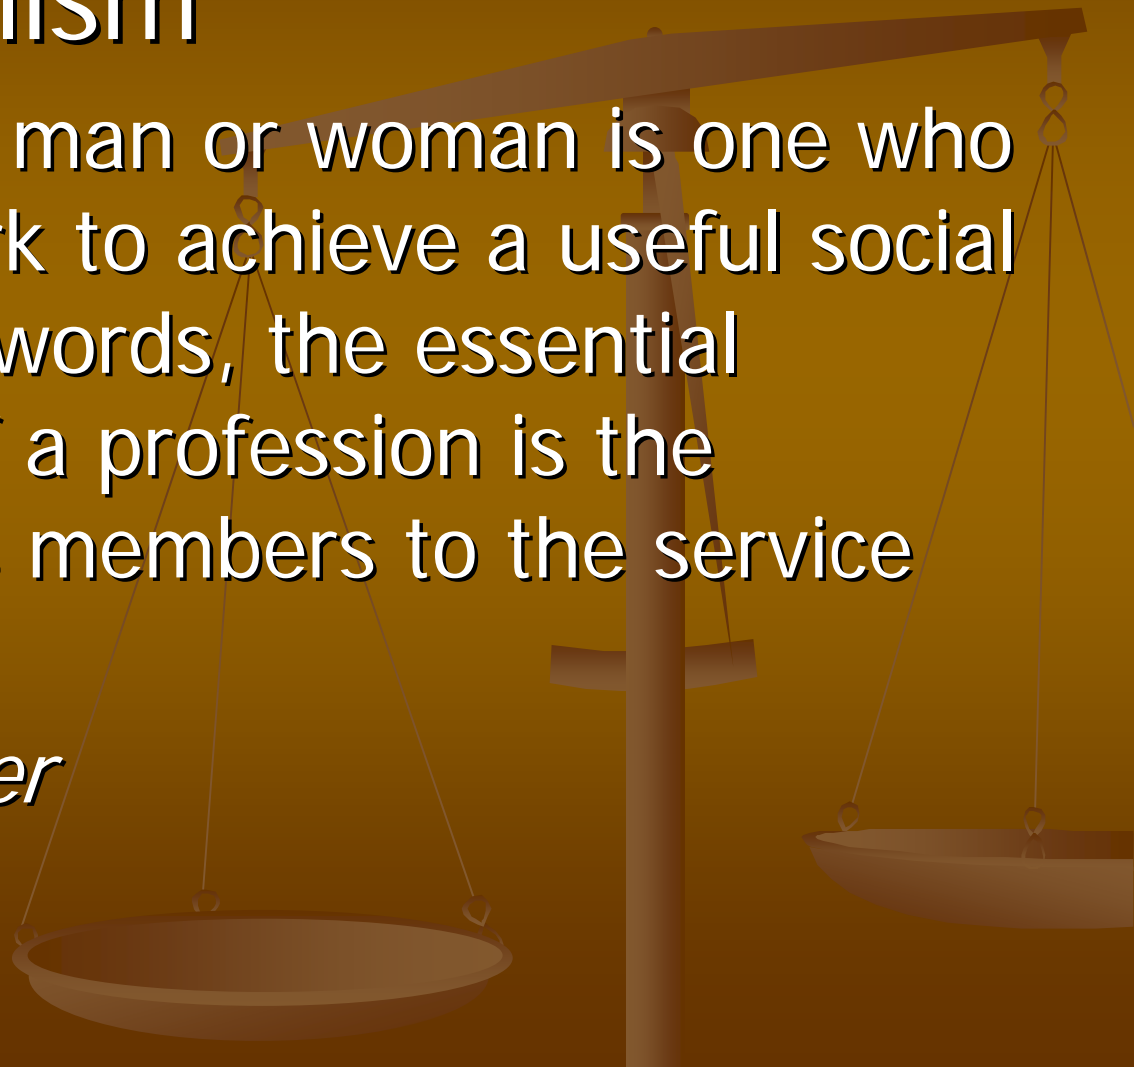 man or woman is one who
to achieve a useful social
words, the essential
a profession is the
members to the service